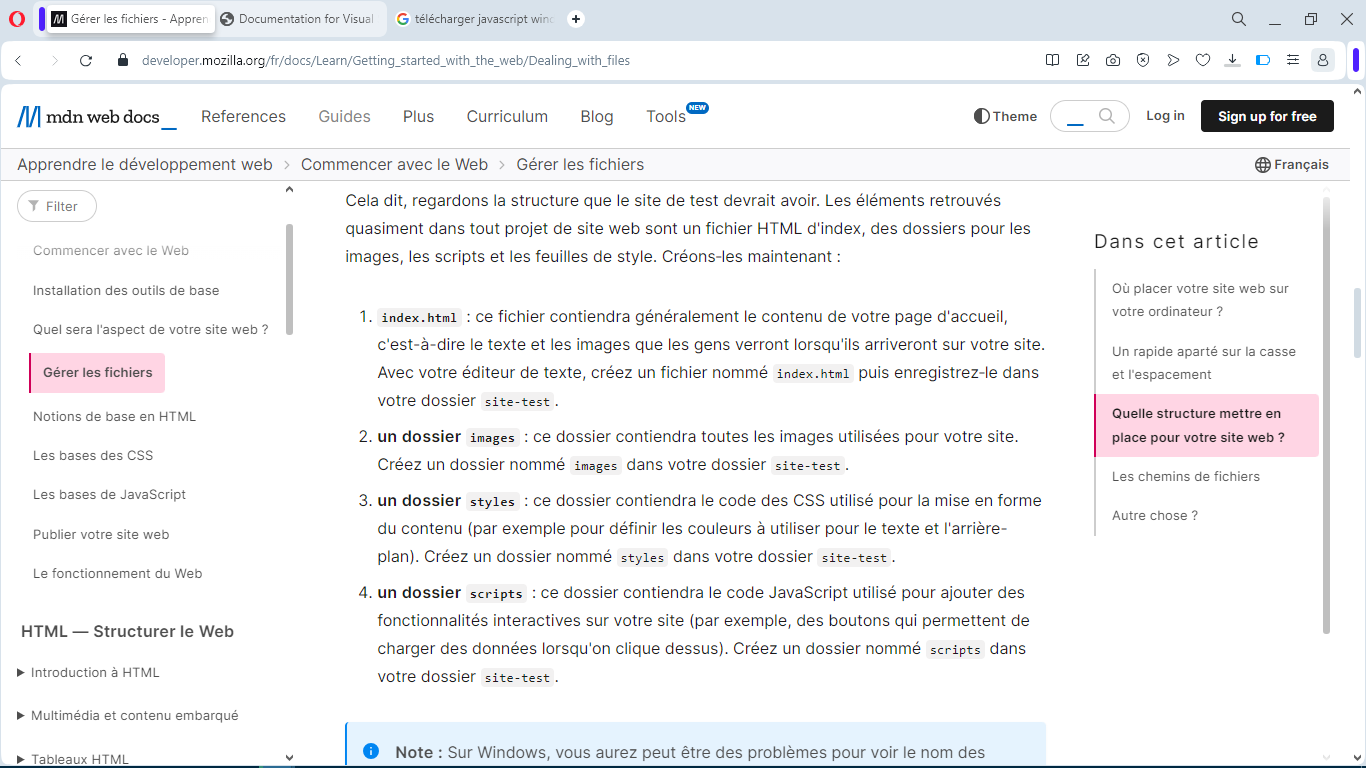 Gérer les fichiers - Appren
Documentation for Visual
télécharger javascript wind
developer.mozilla.org/fr/docs/Learn/Getting_started_with_the_web/Dealing_with_files
mdn web docs_
References
Guides
Plus
Curriculum
Blog
Tools
NEW
Theme
Log in
Sign up for free
Apprendre le développement web
Commencer avec le Web
Gérer les fichiers
Français
Filter
Commencer avec le Web
Installation des outils de base
Quel sera l'aspect de votre site web ?
Gérer les fichiers
Notions de base en HTML
Les bases des CSS
Les bases de JavaScript
Publier votre site web
Le fonctionnement du Web
HTML — Structurer le Web
Introduction à HTML
Multimédia et contenu embarqué
Tableaux HTML
Cela dit, regardons la structure que le site de test devrait avoir. Les éléments retrouvés
quasiment dans tout projet de site web sont un fichier HTML d'index, des dossiers pour les
images, les scripts et les feuilles de style. Créons-les maintenant :
1. index.html : ce fichier contiendra généralement le contenu de votre page d'accueil,
c'est-à-dire le texte et les images que les gens verront lorsqu'ils arriveront sur votre site.
Avec votre éditeur de texte, créez un fichier nommé index.html puis enregistrez-le dans
votre dossier site-test.
2. un dossier images : ce dossier contiendra toutes les images utilisées pour votre site.
Créez un dossier nommé images dans votre dossier site-test.
3. un dossier styles : ce dossier contiendra le code des CSS utilisé pour la mise en forme
du contenu (par exemple pour définir les couleurs à utiliser pour le texte et l'arrière-
plan). Créez un dossier nommé styles dans votre dossier site-test.
4. un dossier scripts : ce dossier contiendra le code JavaScript utilisé pour ajouter des
fonctionnalités interactives sur votre site (par exemple, des boutons qui permettent de
charger des données lorsqu'on clique dessus). Créez un dossier nommé scripts dans
votre dossier site-test.
Note : Sur Windows, vous aurez peut être des problèmes pour voir le nom des
Dans cet article
Où placer votre site web sur
votre ordinateur ?
Un rapide aparté sur la casse
et l'espacement
Quelle structure mettre en
place pour votre site web ?
Les chemins de fichiers
Autre chose ?